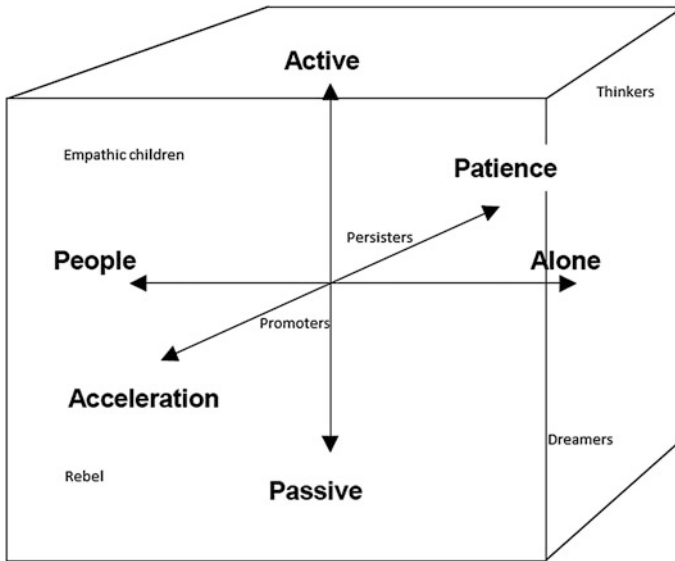 Active
Thinkers
Empathic children
Patience
Persisters
People
Alone
Promoters
Acceleration
Dreamers
Rebel
Passive